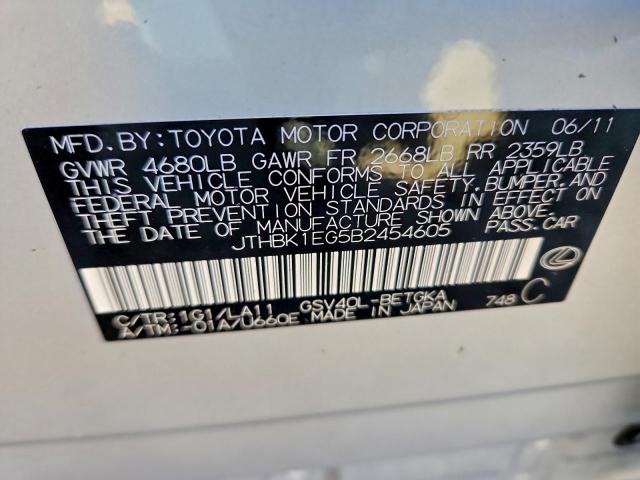 MFD. BY: TOYOTA MOTOR CORPORATION 06/11
GVWR 4680LB GAWR FR 2668LB RR 2359LB
THIS VEHICLE CONFORMS TO ALL APPLICABLE
FEDERAL MOTOR VEHICLE SAFETY, BUMPER, AND
THEFT PREVENTION STANDARDS IN EFFECT ON
THE DATE OF MANUFACTURE SHOWN ABOVE.
JTHBK1EG5B2454605 PASS. CAR
C/TR: 1G1/LA11 GSV40L-BETGKA 748 C
A/TM: -01A/U660E MADE IN JAPAN